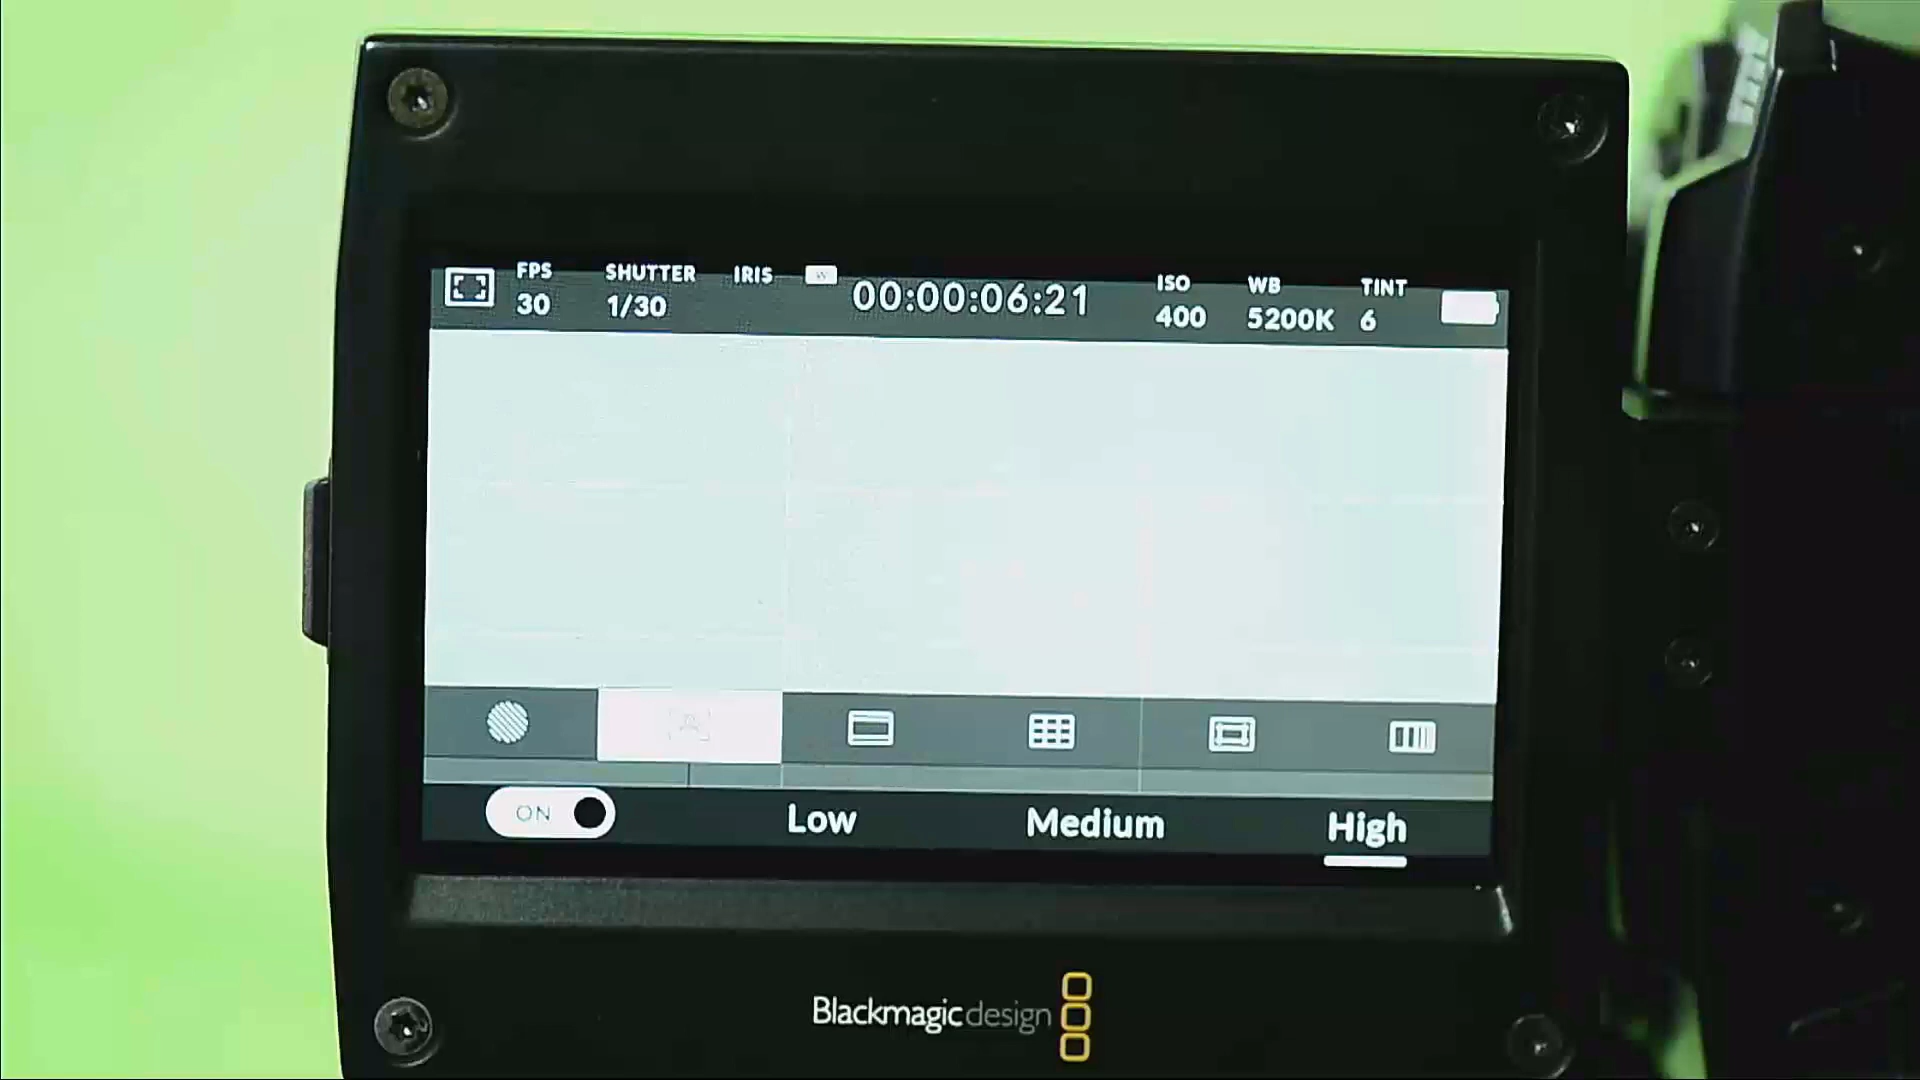 FPS SHUTTER IRIS W 00:00:06:21 ISO WB TINT
30 1/30 400 5200K 6
ON Low Medium High
Blackmagicdesign